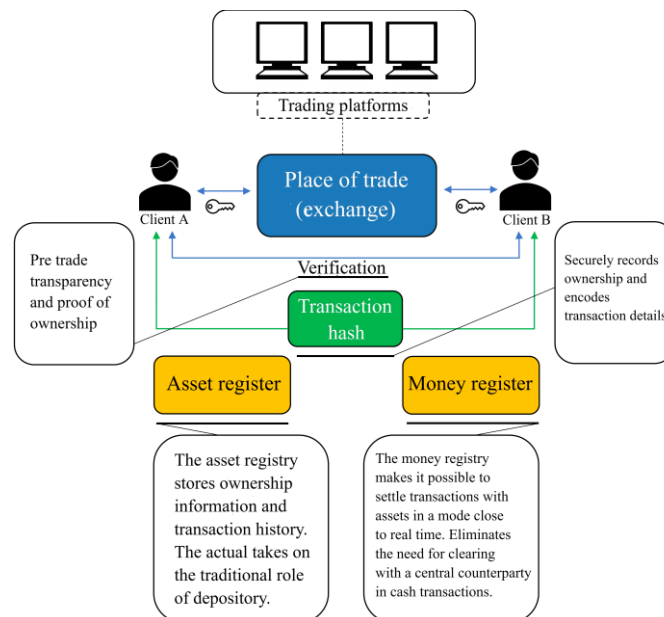 Trading platforms
Place of trade
(exchange)
Client A
Client B
Pre trade
transparency
and proof of
ownership
Verification
Securely records
ownership and
encodes
transaction details
Transaction
hash
Asset register
Money register
The asset registry
stores ownership
information and
transaction history.
The actual takes on
the traditional role
of depository.
The money registry
makes it possible to
settle transactions with
assets in a mode close
to real time. Eliminates
the need for clearing
with a central counterparty
in cash transactions.